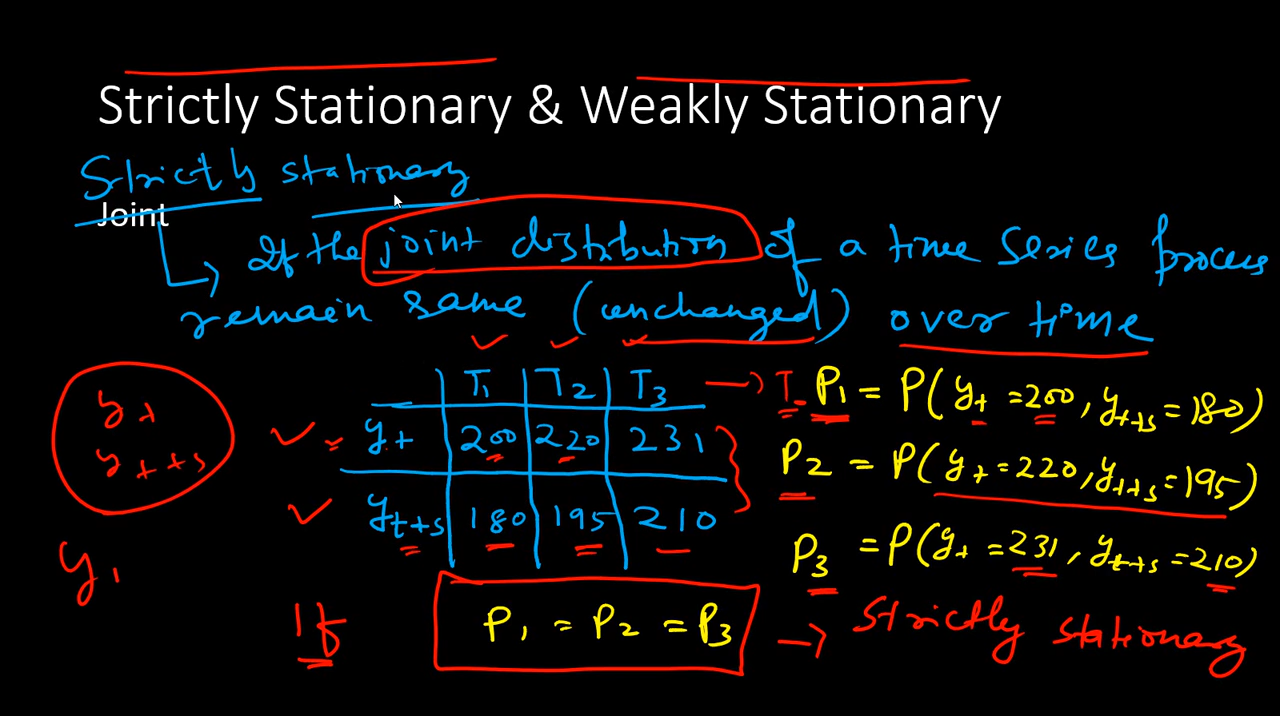 Strictly Stationary & Weakly Stationary
Strictly stationary
Joint
If the joint distribution of a time series process
remain same (unchanged) over time
T1 T2 T3 → T
yt 200 220 231
yt+s 180 195 210
yt
yt+s
y1
P1 = P(yt = 200, yt+s = 180)
P2 = P(yt = 220, yt+s = 195)
P3 = P(yt = 231, yt+s = 210)
If P1 = P2 = P3 → Strictly stationary